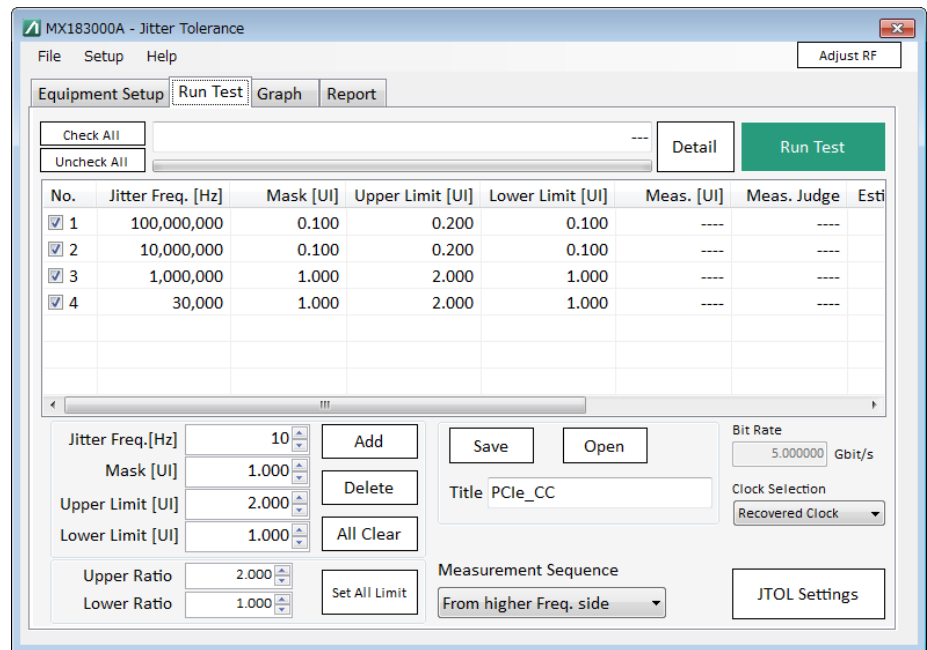 MX183000A - Jitter Tolerance
File Setup Help
Adjust RF
Equipment Setup Run Test Graph Report
Check All
Uncheck All
---
Detail
Run Test
No. Jitter Freq. [Hz] Mask [UI] Upper Limit [UI] Lower Limit [UI] Meas. [UI] Meas. Judge Esti
1 100,000,000 0.100 0.200 0.100 ---- ----
2 10,000,000 0.100 0.200 0.100 ---- ----
3 1,000,000 1.000 2.000 1.000 ---- ----
4 30,000 1.000 2.000 1.000 ---- ----
Jitter Freq.[Hz] 10
Mask [UI] 1.000
Upper Limit [UI] 2.000
Lower Limit [UI] 1.000
Add
Delete
All Clear
Upper Ratio 2.000
Lower Ratio 1.000
Set All Limit
Save Open
Title PCIe_CC
Measurement Sequence
From higher Freq. side
Bit Rate
5.000000 Gbit/s
Clock Selection
Recovered Clock
JTOL Settings